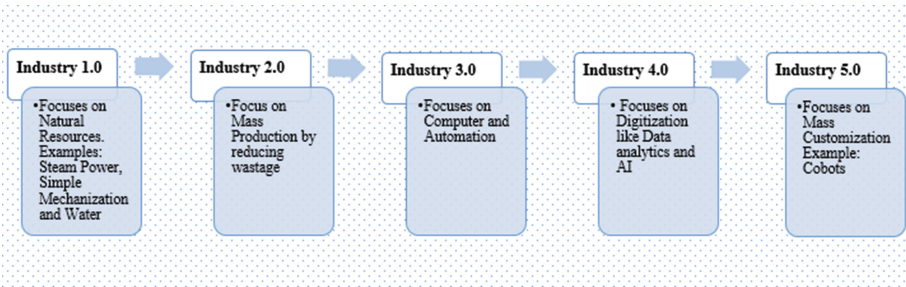 Industry 1.0
•Focuses on
Natural
Resources.
Examples:
Steam Power,
Simple
Mechanization
and Water
Industry 2.0
•Focus on
Mass
Production by
reducing
wastage
Industry 3.0
•Focuses on
Computer and
Automation
Industry 4.0
• Focuses on
Digitization
like Data
analytics and
AI
Industry 5.0
•Focuses on
Mass
Customization
Example:
Cobots